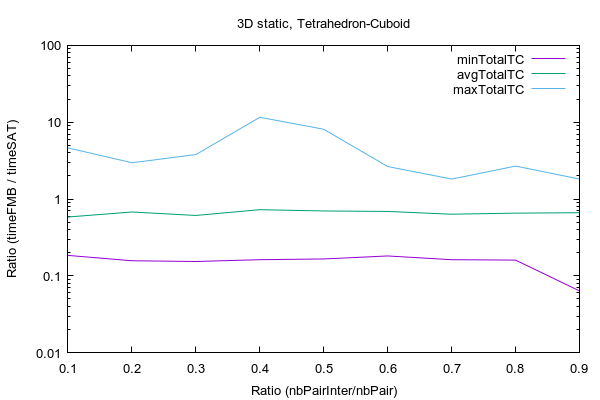 3D static, Tetrahedron-Cuboid
minTotalTC
avgTotalTC
maxTotalTC
Ratio (timeFMB / timeSAT)
100
10
1
0.1
0.01
0.1 0.2 0.3 0.4 0.5 0.6 0.7 0.8 0.9
Ratio (nbPairInter/nbPair)